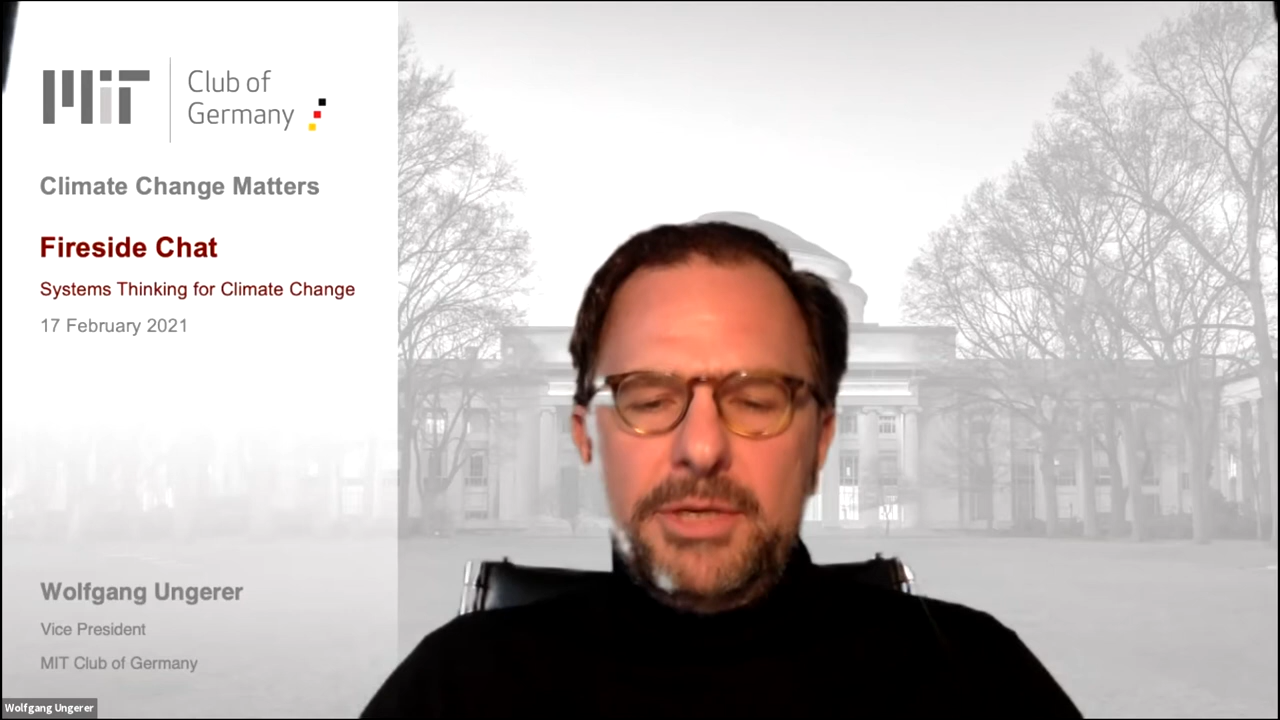 MIT
Club of
Germany
Climate Change Matters
Fireside Chat
Systems Thinking for Climate Change
17 February 2021
Wolfgang Ungerer
Vice President
MIT Club of Germany
Wolfgang Ungerer